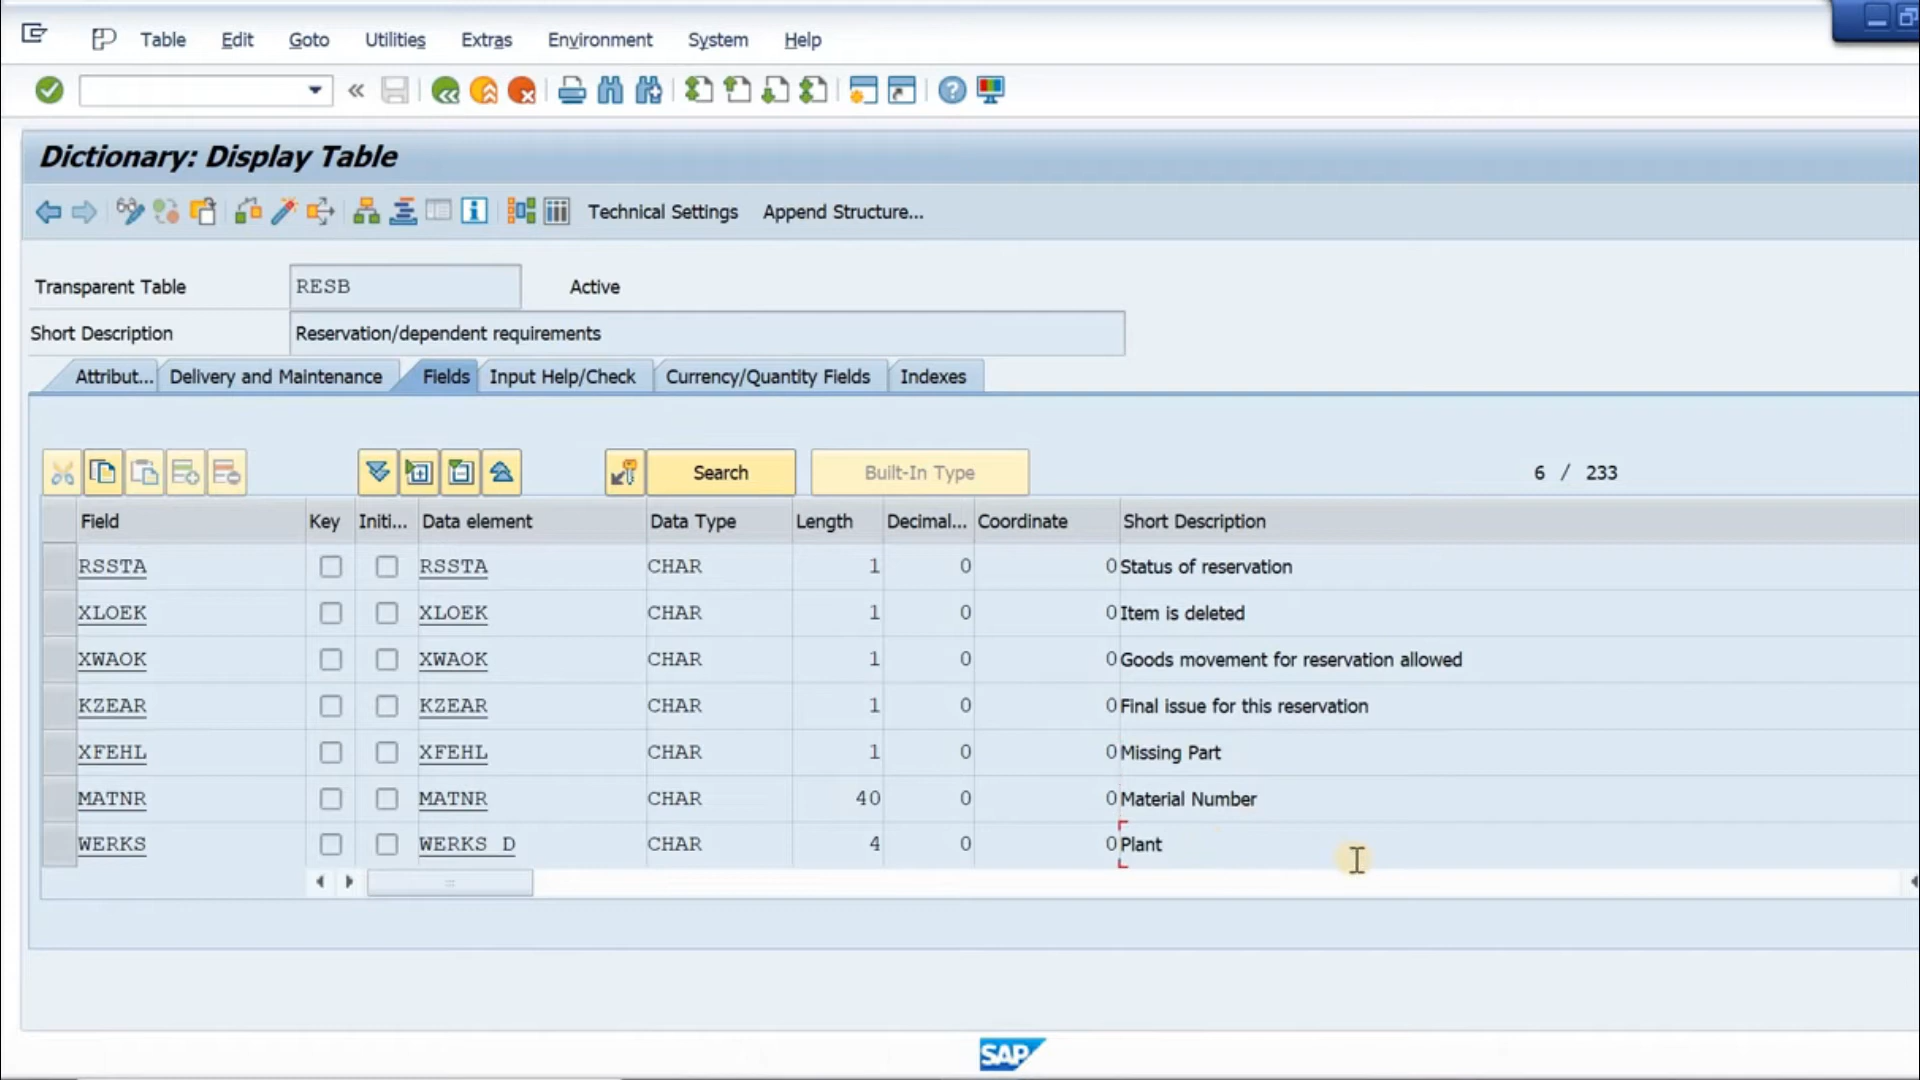 Table Edit Goto Utilities Extras Environment System Help
Dictionary: Display Table
Technical Settings Append Structure...
Transparent Table RESB Active
Short Description Reservation/dependent requirements
Attribut... Delivery and Maintenance Fields Input Help/Check Currency/Quantity Fields Indexes
Search Built-In Type 6 / 233
Field Key Initi... Data element Data Type Length Decimal... Coordinate Short Description
RSSTA RSSTA CHAR 1 0 0 Status of reservation
XLOEK XLOEK CHAR 1 0 0 Item is deleted
XWAOK XWAOK CHAR 1 0 0 Goods movement for reservation allowed
KZEAR KZEAR CHAR 1 0 0 Final issue for this reservation
XFEHL XFEHL CHAR 1 0 0 Missing Part
MATNR MATNR CHAR 40 0 0 Material Number
WERKS WERKS_D CHAR 4 0 0 Plant
SAP